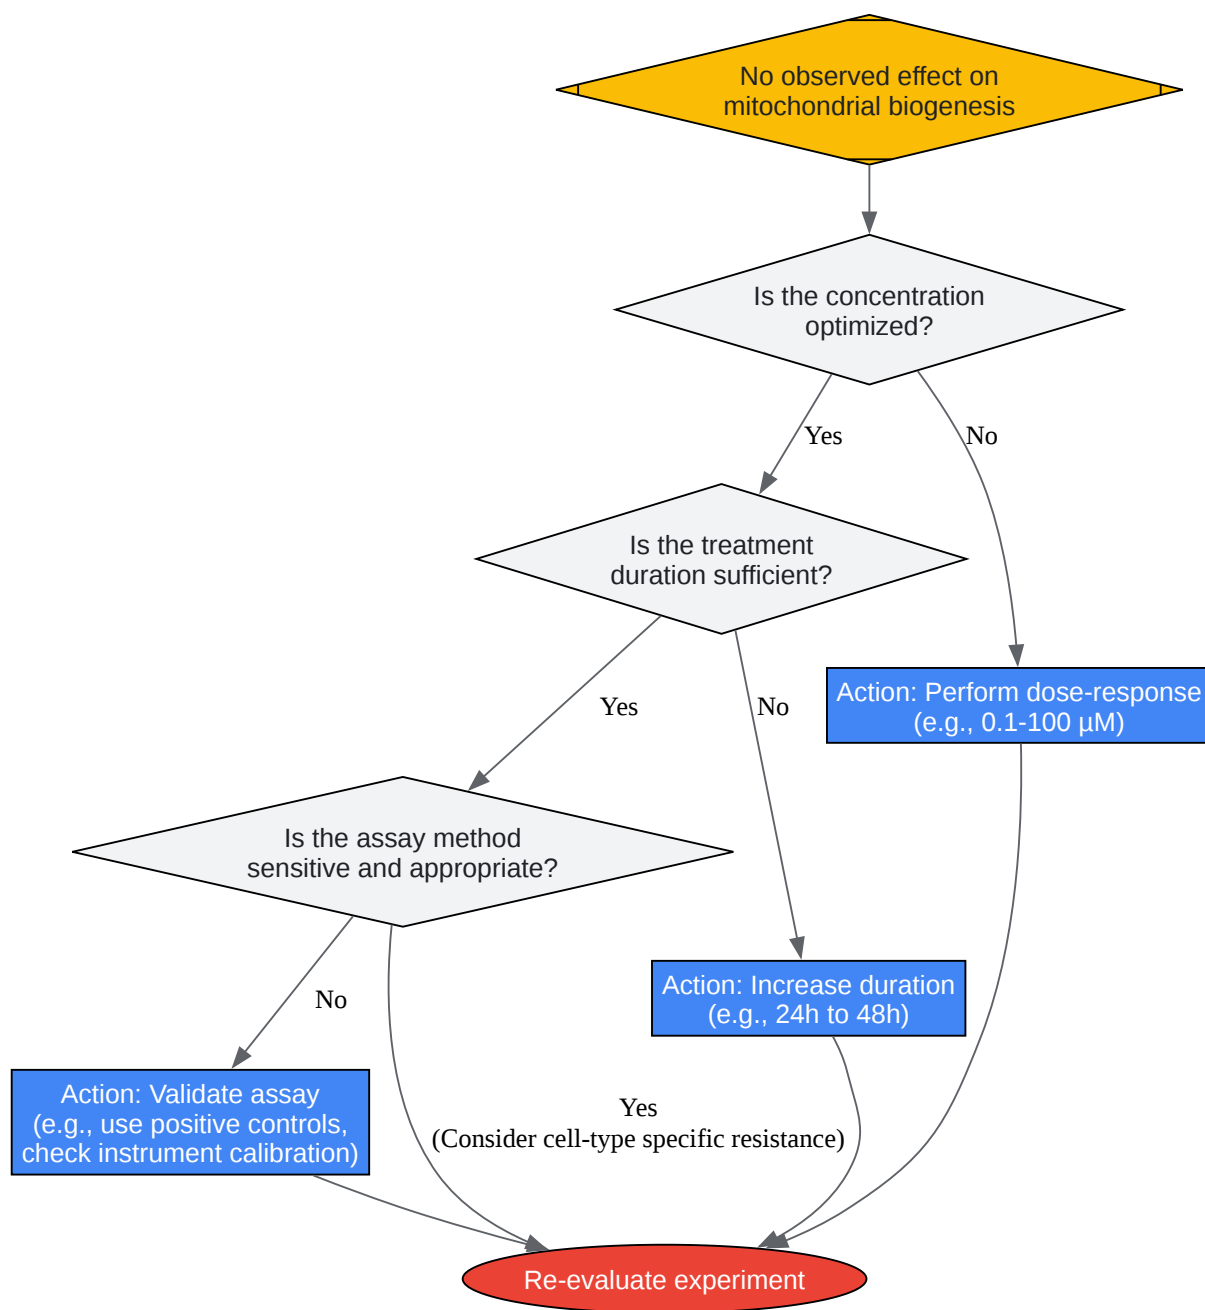 No observed effect on
mitochondrial biogenesis
Is the concentration
optimized?
Yes
No
Is the treatment
duration sufficient?
Yes
No
Action: Perform dose-response
(e.g., 0.1-100 µM)
Is the assay method
sensitive and appropriate?
No
Action: Increase duration
(e.g., 24h to 48h)
Action: Validate assay
(e.g., use positive controls,
check instrument calibration)
Yes
(Consider cell-type specific resistance)
Re-evaluate experiment